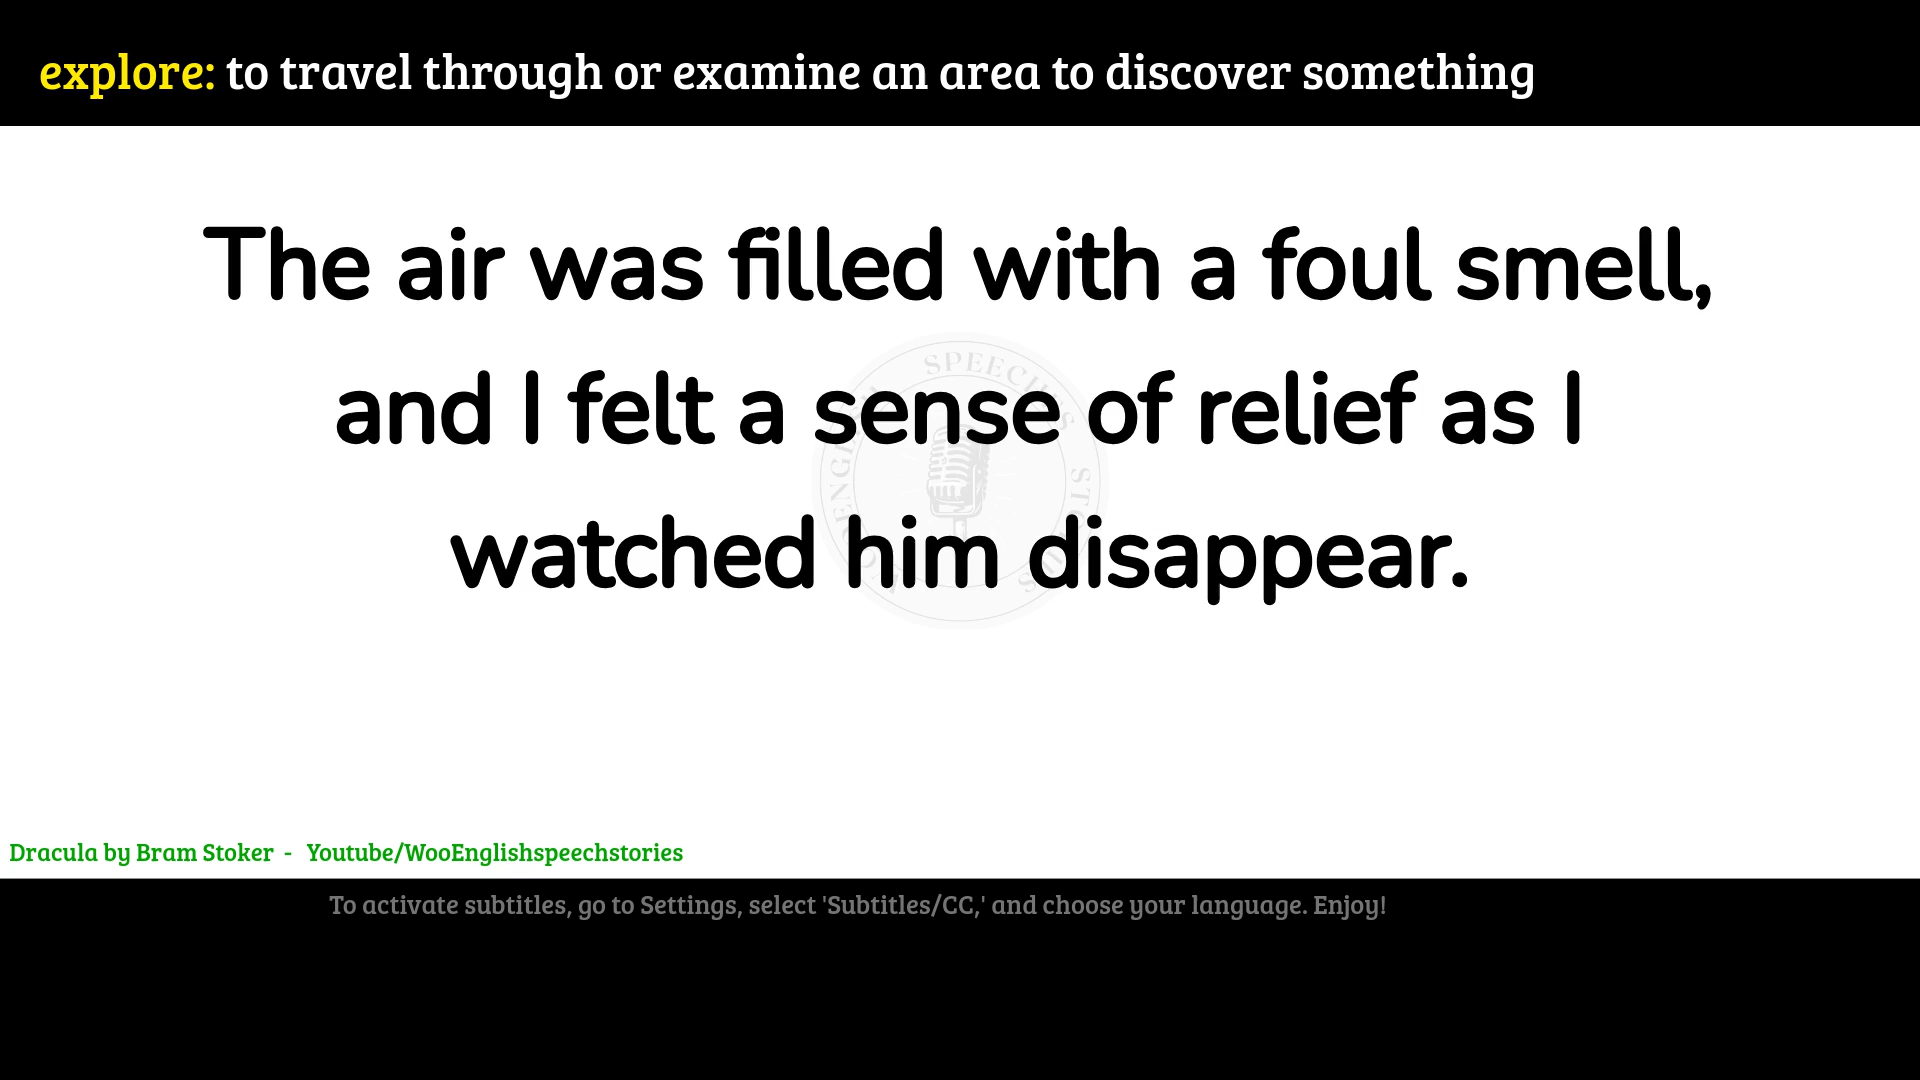 explore: to travel through or examine an area to discover something
The air was filled with a foul smell,
and I felt a sense of relief as I
watched him disappear.
Dracula by Bram Stoker - Youtube/WooEnglishspeechstories
To activate subtitles, go to Settings, select 'Subtitles/CC,' and choose your language. Enjoy!